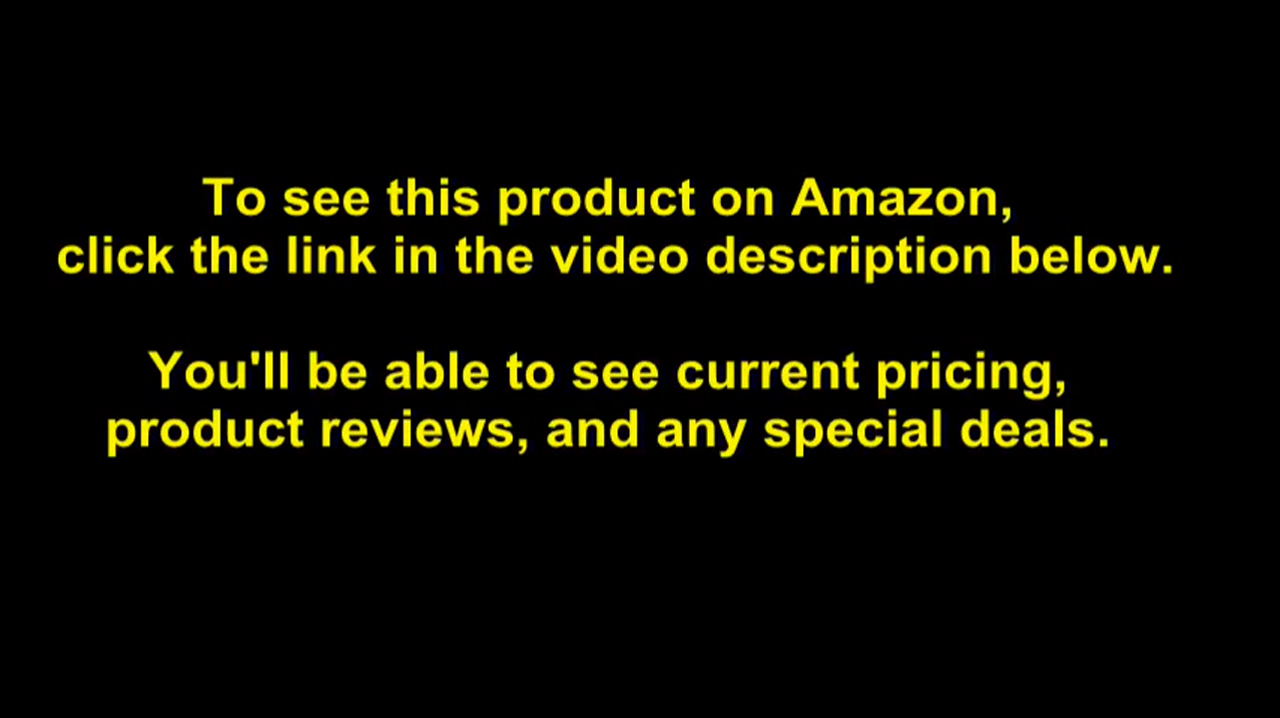 To see this product on Amazon,
click the link in the video description below.
You'll be able to see current pricing,
product reviews, and any special deals.